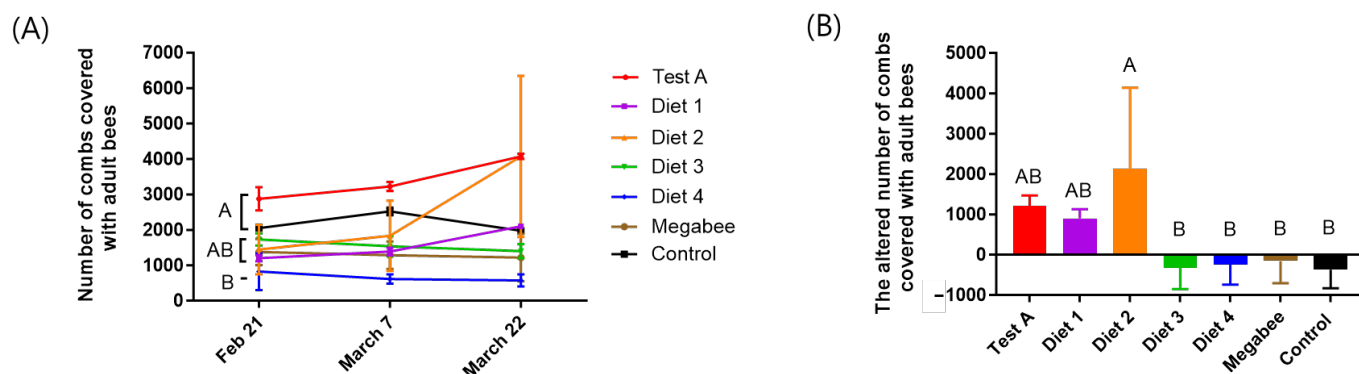 (A)
Number of combs covered
with adult bees
7000
6000
5000
4000
3000
2000
1000
0
A
AB
B
Feb 21
March 7
March 22
Test A
Diet 1
Diet 2
Diet 3
Diet 4
Megabee
Control
(B)
The altered number of combs
covered with adult bees
5000
4000
3000
2000
1000
0
-1000
AB
AB
A
B
B
B
B
Test A
Diet 1
Diet 2
Diet 3
Diet 4
Megabee
Control